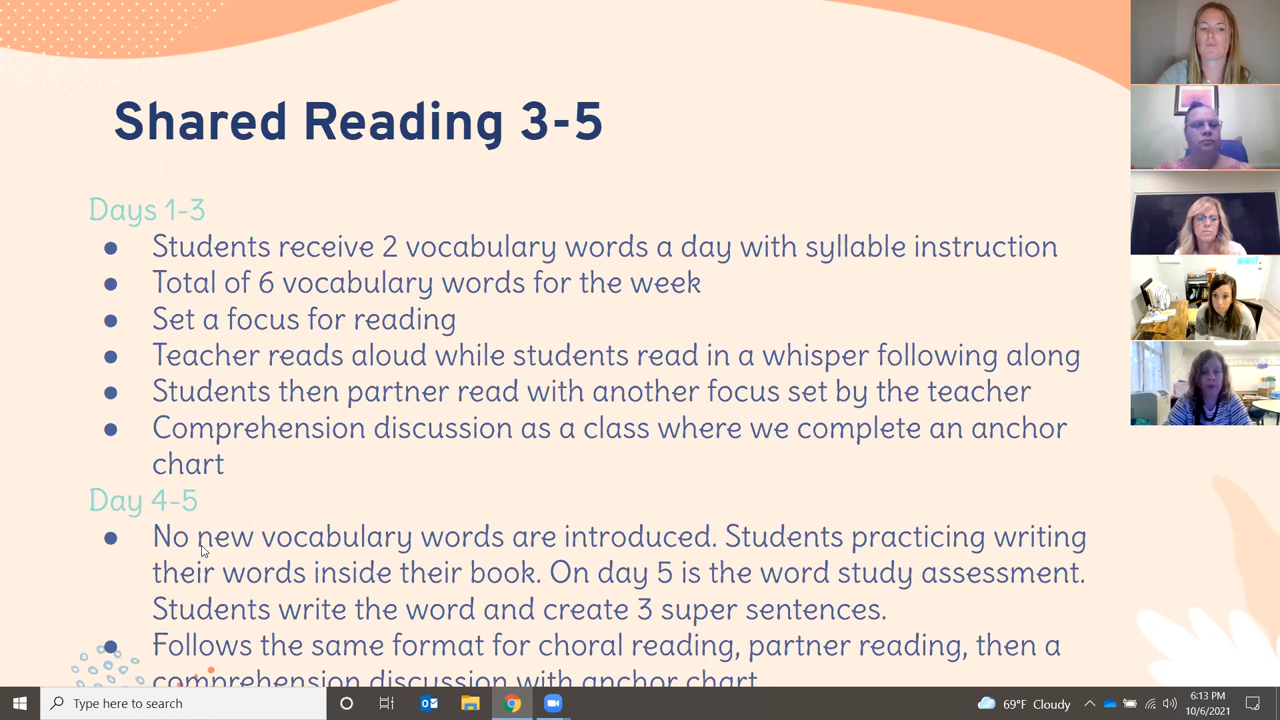 Shared Reading 3-5
Days 1-3
● Students receive 2 vocabulary words a day with syllable instruction
● Total of 6 vocabulary words for the week
● Set a focus for reading
● Teacher reads aloud while students read in a whisper following along
● Students then partner read with another focus set by the teacher
● Comprehension discussion as a class where we complete an anchor
chart
Day 4-5
● No new vocabulary words are introduced. Students practicing writing
their words inside their book. On day 5 is the word study assessment.
Students write the word and create 3 super sentences.
● Follows the same format for choral reading, partner reading, then a
comprehension discussion with anchor chart
Type here to search
69°F Cloudy
6:13 PM
10/6/2021